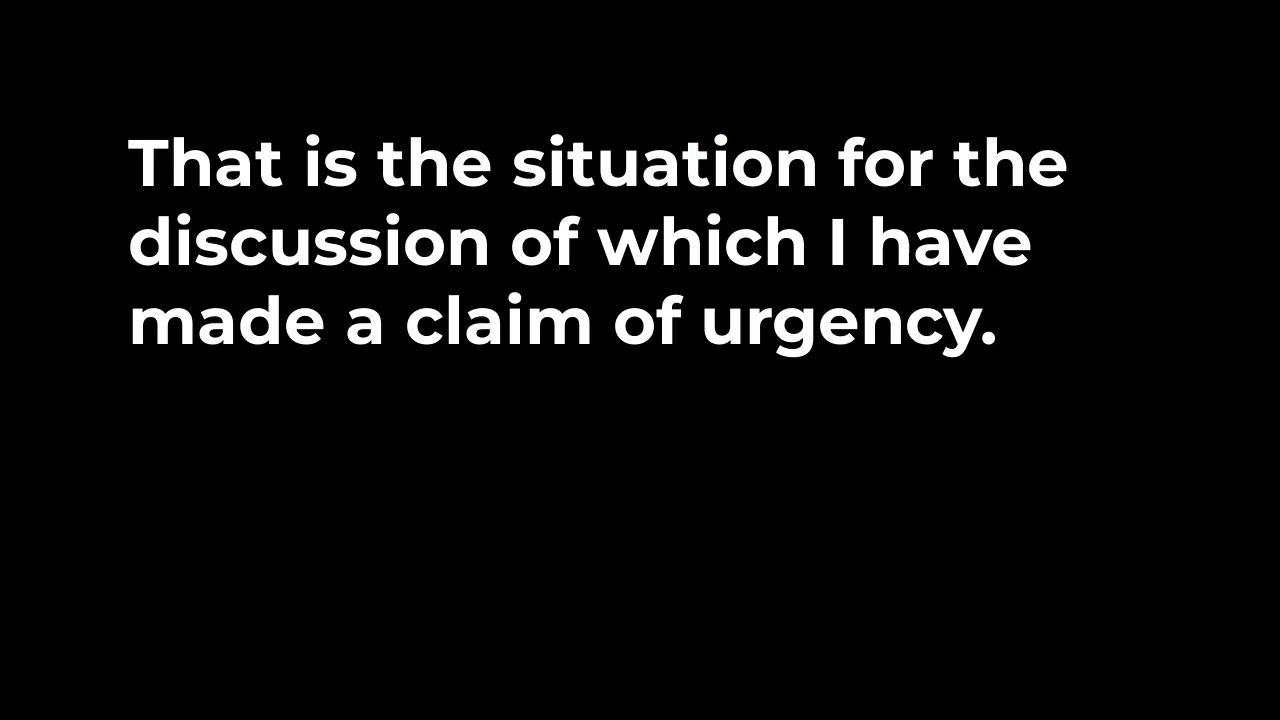 That is the situation for the
discussion of which I have
made a claim of urgency.